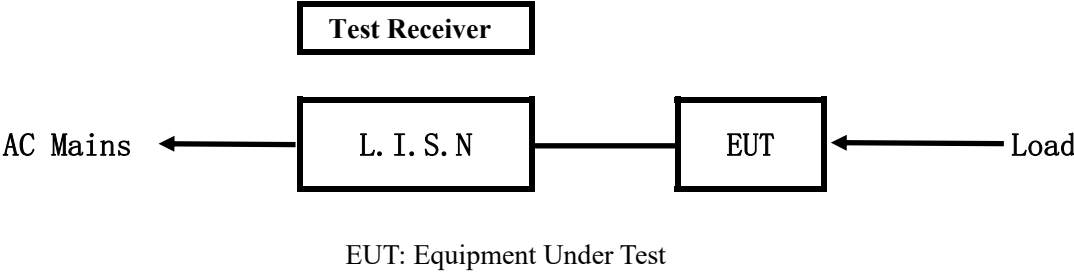 Test Receiver
AC Mains L.I.S.N EUT Load
EUT: Equipment Under Test